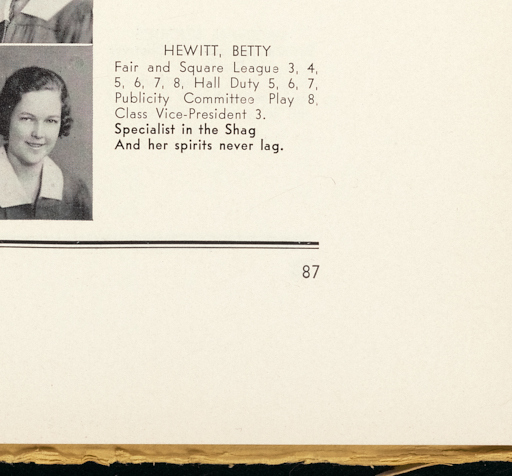 HEWITT, BETTY
Fair and Square League 3, 4,
5, 6, 7, 8, Hall Duty 5, 6, 7,
Publicity Committee Play 8,
Class Vice-President 3.
Specialist in the Shag
And her spirits never lag.
87